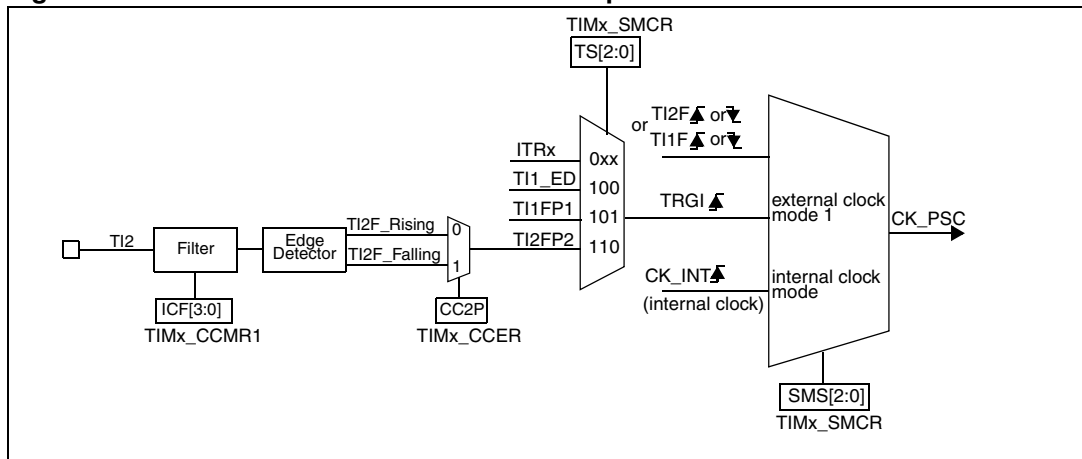 TIMx_SMCR
TS[2:0]
or TI2F or
TI1F or
ITRx
0xx
TI1_ED
100
TI1FP1
101
TI2FP2
110
TRGI
external clock
mode 1
CK_PSC
CK_INT
(internal clock)
internal clock
mode
TI2
Filter
Edge
Detector
TI2F_Rising
TI2F_Falling
0
1
ICF[3:0]
TIMx_CCMR1
CC2P
TIMx_CCER
SMS[2:0]
TIMx_SMCR